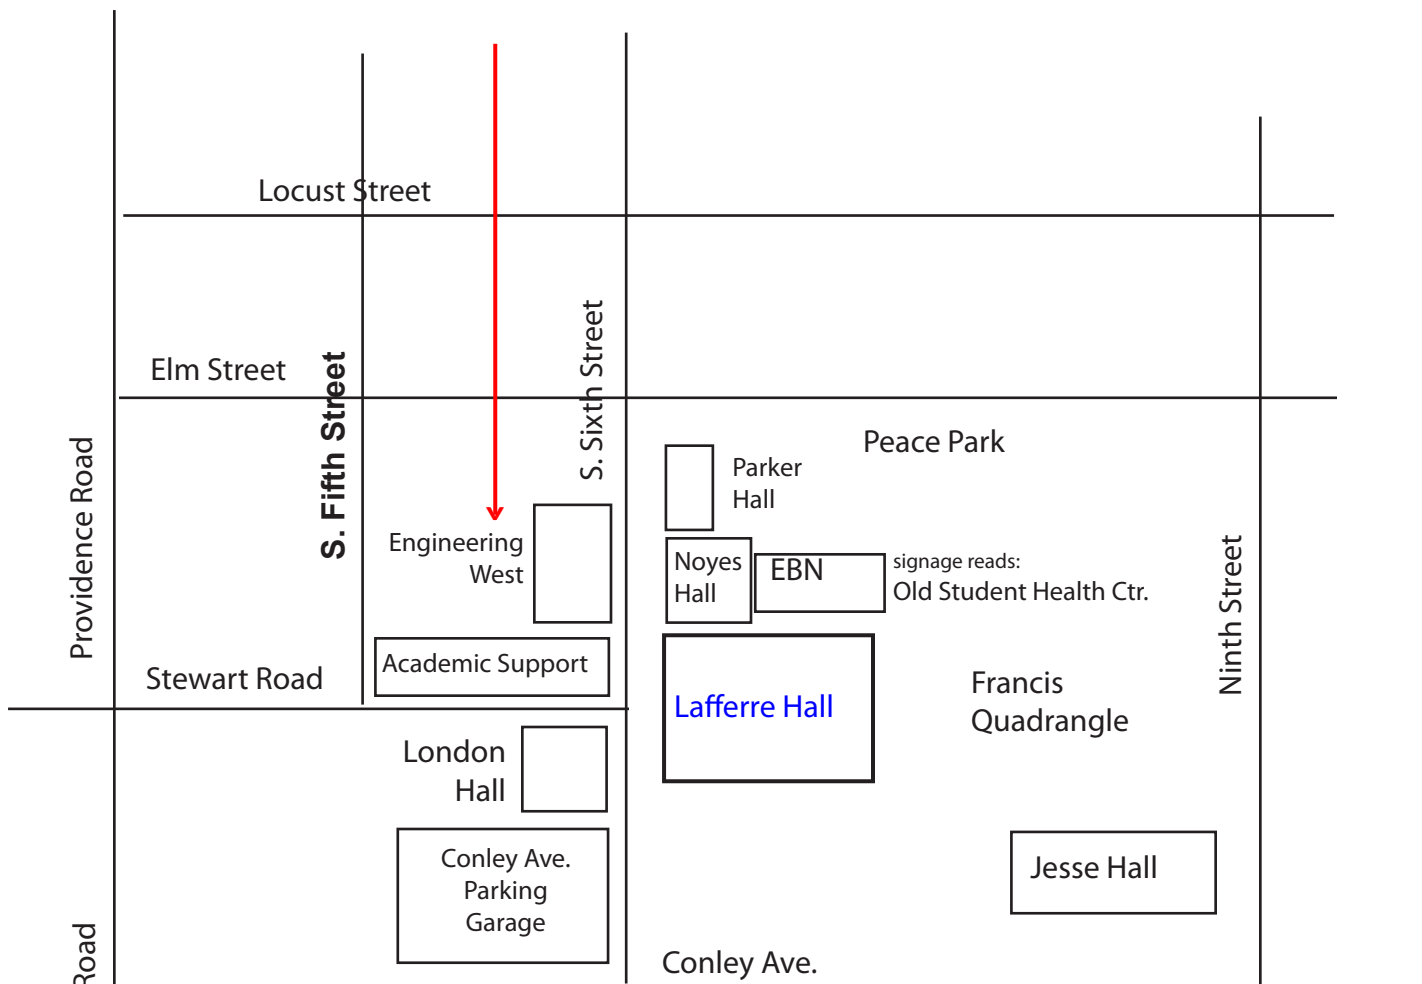 Locust Street
S. Sixth Street
Elm Street
S. Fifth Street
Peace Park
Providence Road
Parker
Hall
Engineering
West
Noyes
Hall
EBN
signage reads:
Old Student Health Ctr.
Ninth Street
Academic Support
Stewart Road
Lafferre Hall
Francis
Quadrangle
London
Hall
Conley Ave.
Parking
Garage
Jesse Hall
Road
Conley Ave.